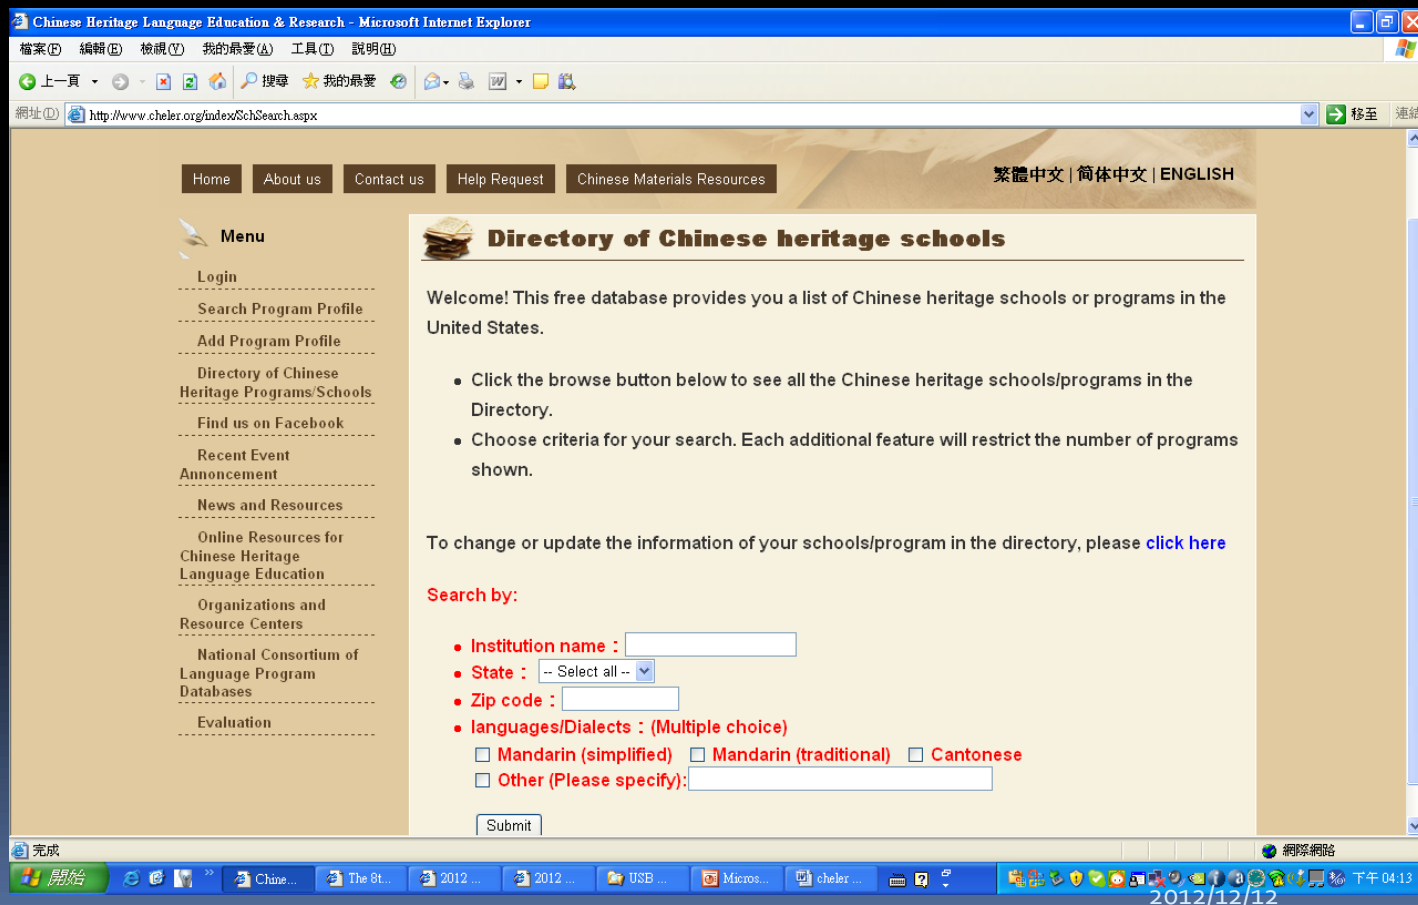 Chinese Heritage Language Education & Research - Microsoft Internet Explorer
檔案(F) 編輯(E) 檢視(V) 我的最愛(A) 工具(T) 說明(H)
上一頁 搜尋 我的最愛
網址(D) http://www.cheler.org/index/SchSearch.aspx 移至 連結
Home About us Contact us Help Request Chinese Materials Resources 繁體中文 | 简体中文 | ENGLISH
Menu
Login
Search Program Profile
Add Program Profile
Directory of Chinese
Heritage Programs/Schools
Find us on Facebook
Recent Event
Annoncement
News and Resources
Online Resources for
Chinese Heritage
Language Education
Organizations and
Resource Centers
National Consortium of
Language Program
Databases
Evaluation
Directory of Chinese heritage schools
Welcome! This free database provides you a list of Chinese heritage schools or programs in the
United States.
• Click the browse button below to see all the Chinese heritage schools/programs in the
Directory.
• Choose criteria for your search. Each additional feature will restrict the number of programs
shown.
To change or update the information of your schools/program in the directory, please click here
Search by:
• Institution name：
• State： -- Select all --
• Zip code：
• languages/Dialects：(Multiple choice)
Mandarin (simplified) Mandarin (traditional) Cantonese
Other (Please specify):
Submit
完成 網際網路
開始 Chine... The 8t... 2012 ... 2012 ... USB ... Micros... cheler ... 下午 04:13
2012/12/12